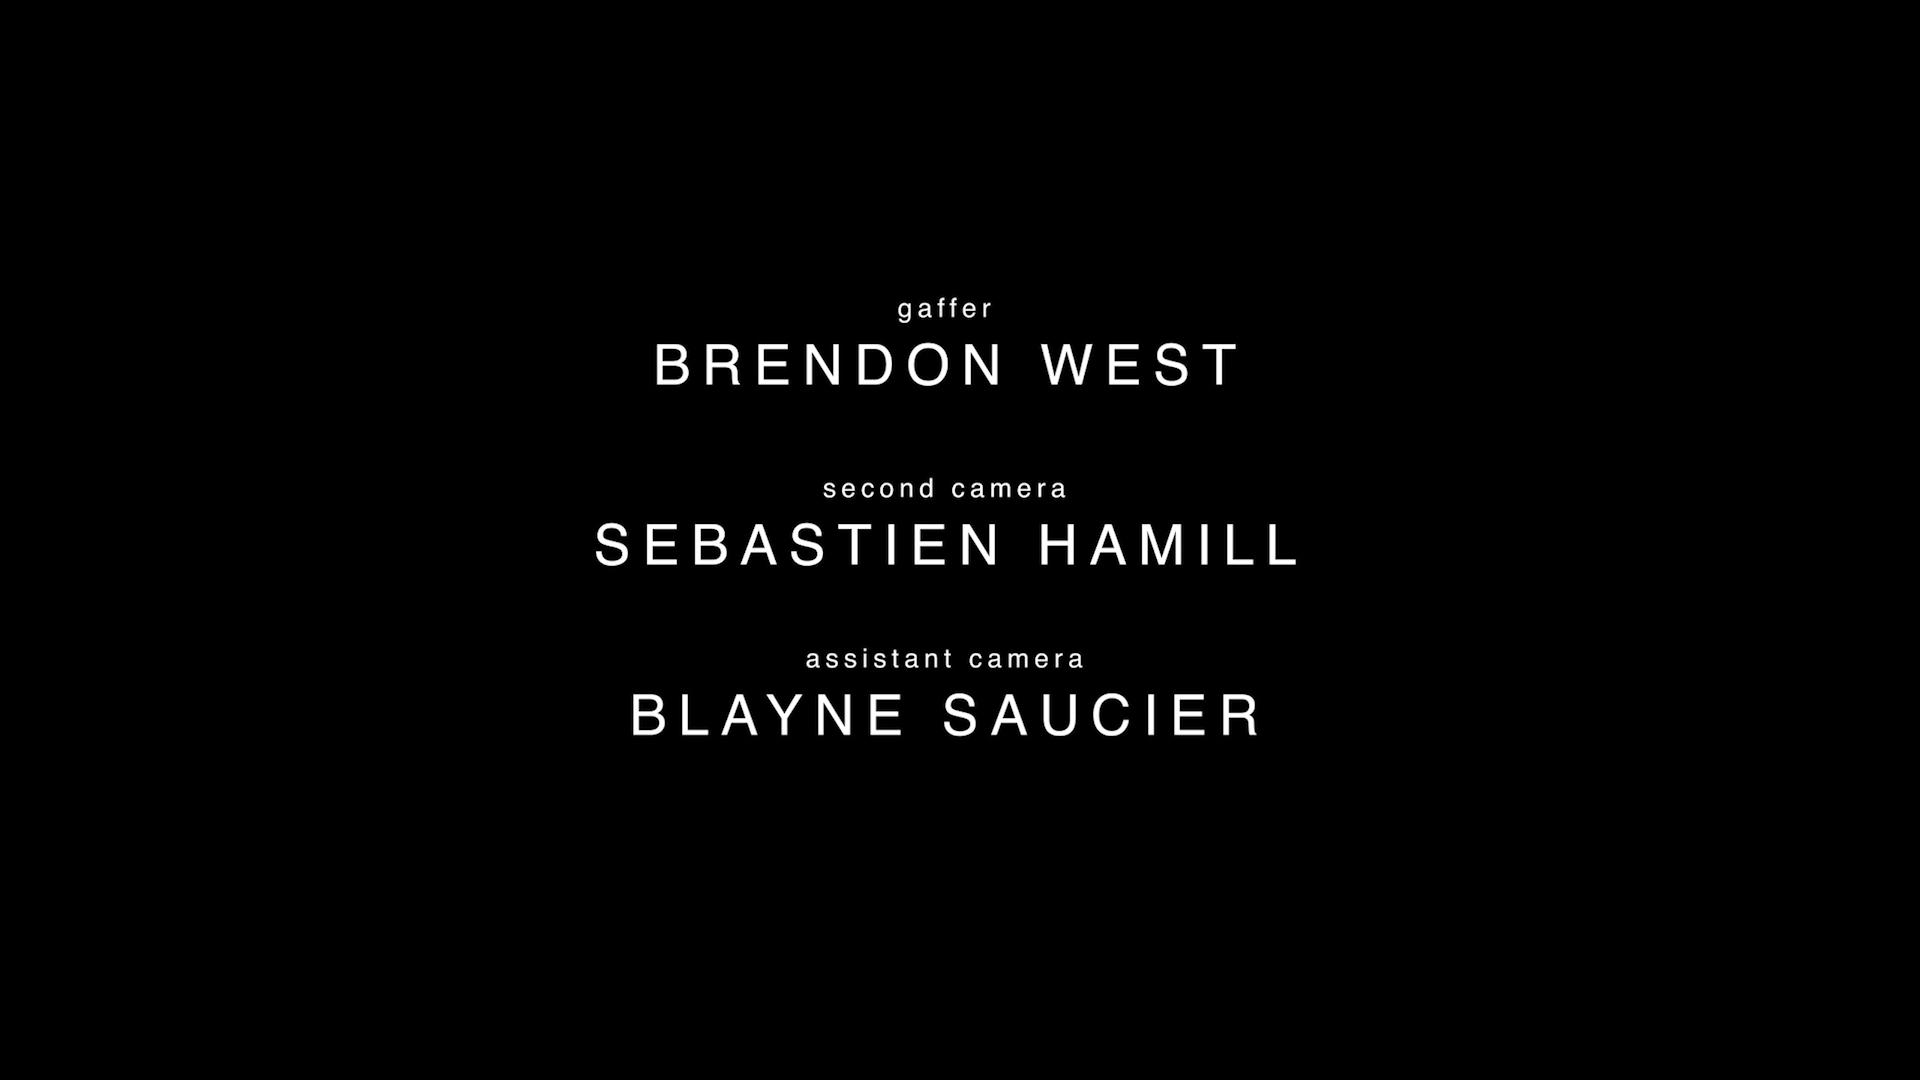 gaffer
BRENDON WEST
second camera
SEBASTIEN HAMILL
assistant camera
BLAYNE SAUCIER